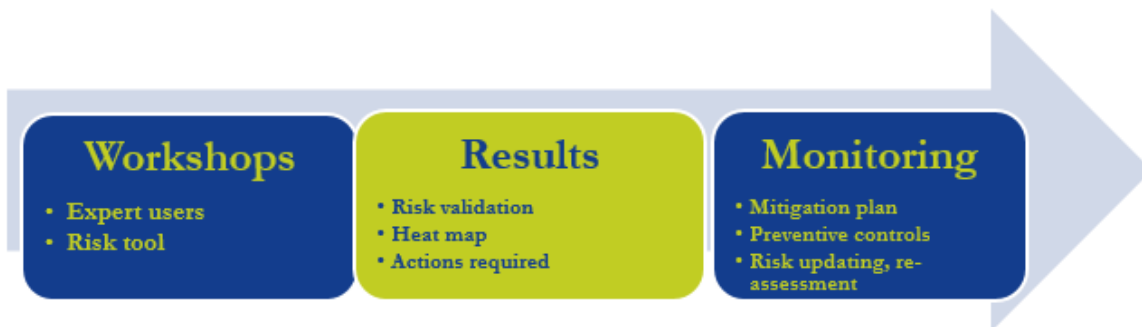 Workshops
• Expert users
• Risk tool
Results
• Risk validation
• Heat map
• Actions required
Monitoring
• Mitigation plan
• Preventive controls
• Risk updating, re-
assessment